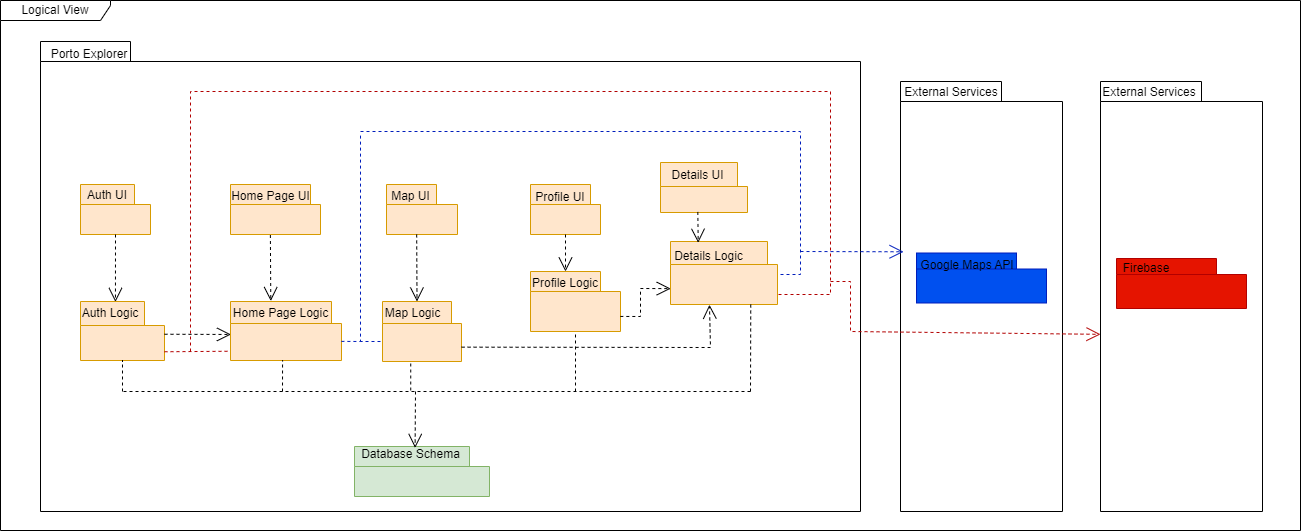 Logical View
Porto Explorer
External Services
External Services
Auth UI
Home Page UI
Map UI
Profile UI
Details UI
Details Logic
Google Maps API
Firebase
Auth Logic
Home Page Logic
Map Logic
Profile Logic
Database Schema